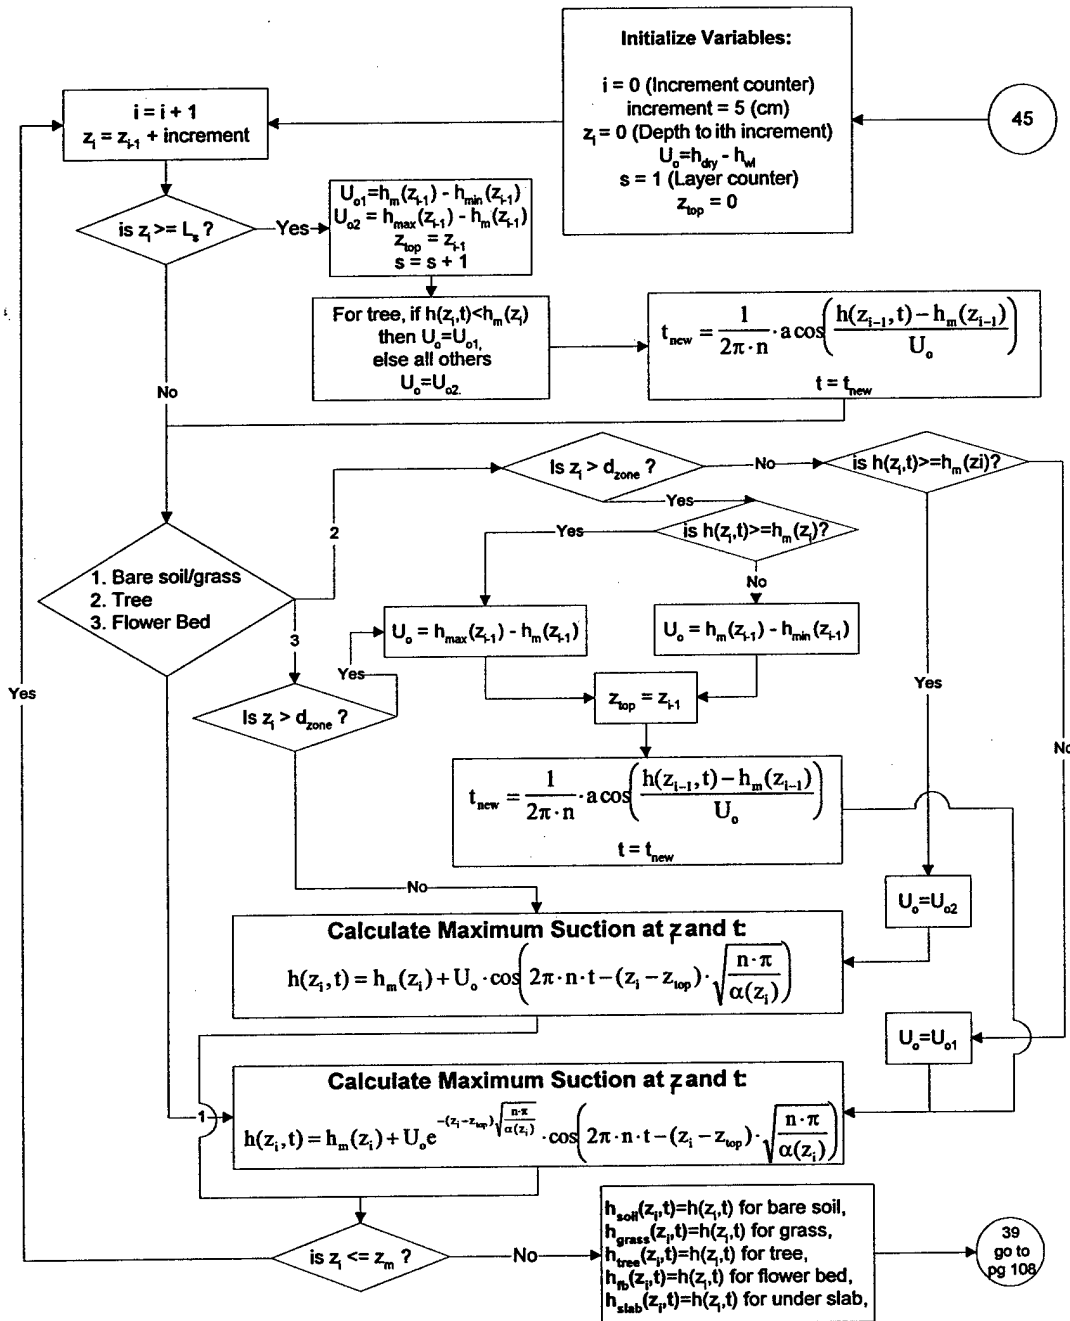 Initialize Variables:
i = 0 (Increment counter)
increment = 5 (cm)
z_i = 0 (Depth to ith increment)
U_o=h_dry - h_wl
s = 1 (Layer counter)
z_top = 0
45
i = i + 1
z_i = z_i-1 + increment
is z_i >= L_s ?
Yes
U_o1=h_m(z_i-1) - h_min(z_i-1)
U_o2 = h_max(z_i-1) - h_m(z_i-1)
z_top = z_i-1
s = s + 1
For tree, if h(z_i,t)<h_m(z_i)
then U_o=U_o1,
else all others
U_o=U_o2.
t_new = 1/(2π · n) · acos((h(z_i-1, t) − h_m(z_i-1))/U_o)
t = t_new
No
Is z_i > d_zone ?
No
is h(z_i,t)>=h_m(zi)?
Yes
is h(z_i,t)>=h_m(z_i)?
Yes
No
2
1. Bare soil/grass
2. Tree
3. Flower Bed
3
U_o = h_max(z_i-1) - h_m(z_i-1)
U_o = h_m(z_i-1) - h_min(z_i-1)
Yes
Yes
Yes
No
Is z_i > d_zone ?
z_top = z_i-1
t_new = 1/(2π · n) · acos((h(z_i-1, t) − h_m(z_i-1))/U_o)
t = t_new
No
U_o=U_o2
Calculate Maximum Suction at z_i and t:
h(z_i, t) = h_m(z_i) + U_o · cos(2π · n · t − (z_i − z_top) · √(n · π/α(z_i)))
U_o=U_o1
Calculate Maximum Suction at z_i and t:
1
h(z_i, t) = h_m(z_i) + U_o e^(−(z_i−z_top)√(n·π/α(z_i))) · cos(2π · n · t − (z_i − z_top) · √(n · π/α(z_i)))
is z_i <= z_m ?
No
h_soil(z_i,t)=h(z_i,t) for bare soil,
h_grass(z_i,t)=h(z_i,t) for grass,
h_tree(z_i,t)=h(z_i,t) for tree,
h_fb(z_i,t)=h(z_i,t) for flower bed,
h_slab(z_i,t)=h(z_i,t) for under slab,
39
go to
pg 108